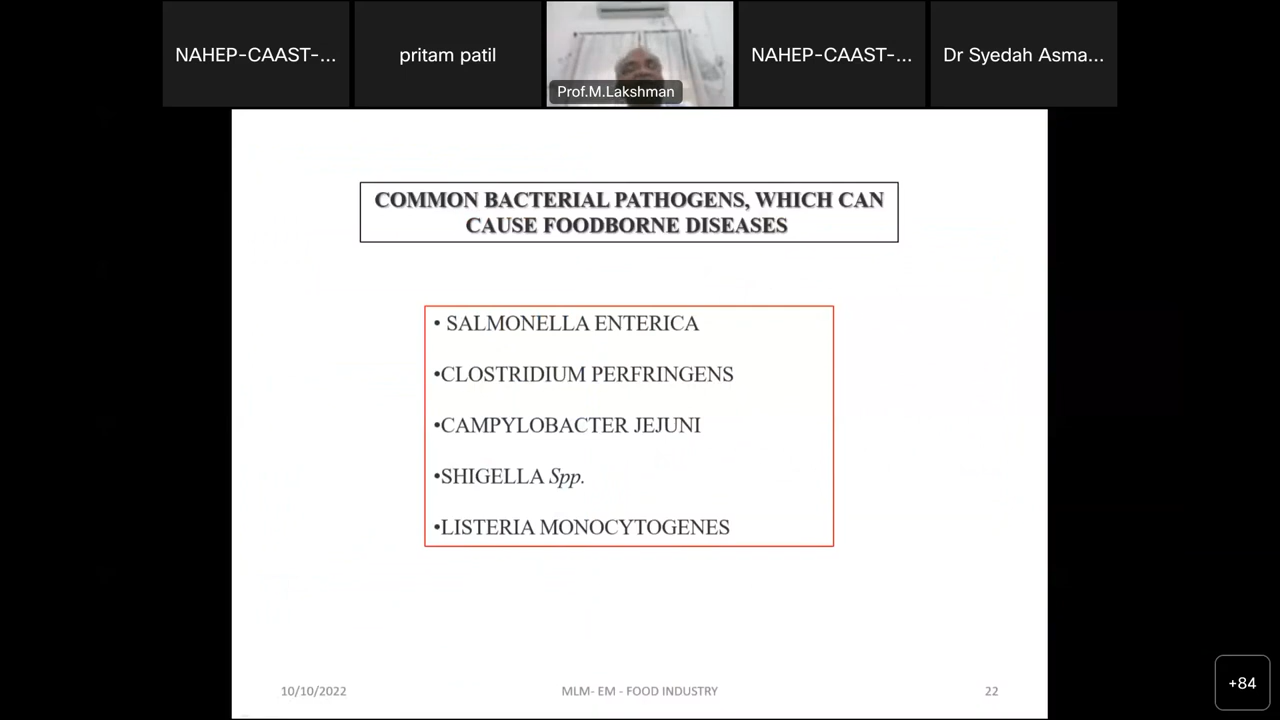 NAHEP-CAAST-...
pritam patil
Prof.M.Lakshman
NAHEP-CAAST-...
Dr Syedah Asma...
COMMON BACTERIAL PATHOGENS, WHICH CAN
CAUSE FOODBORNE DISEASES
• SALMONELLA ENTERICA
•CLOSTRIDIUM PERFRINGENS
•CAMPYLOBACTER JEJUNI
•SHIGELLA Spp.
•LISTERIA MONOCYTOGENES
10/10/2022
MLM- EM - FOOD INDUSTRY
22
+84